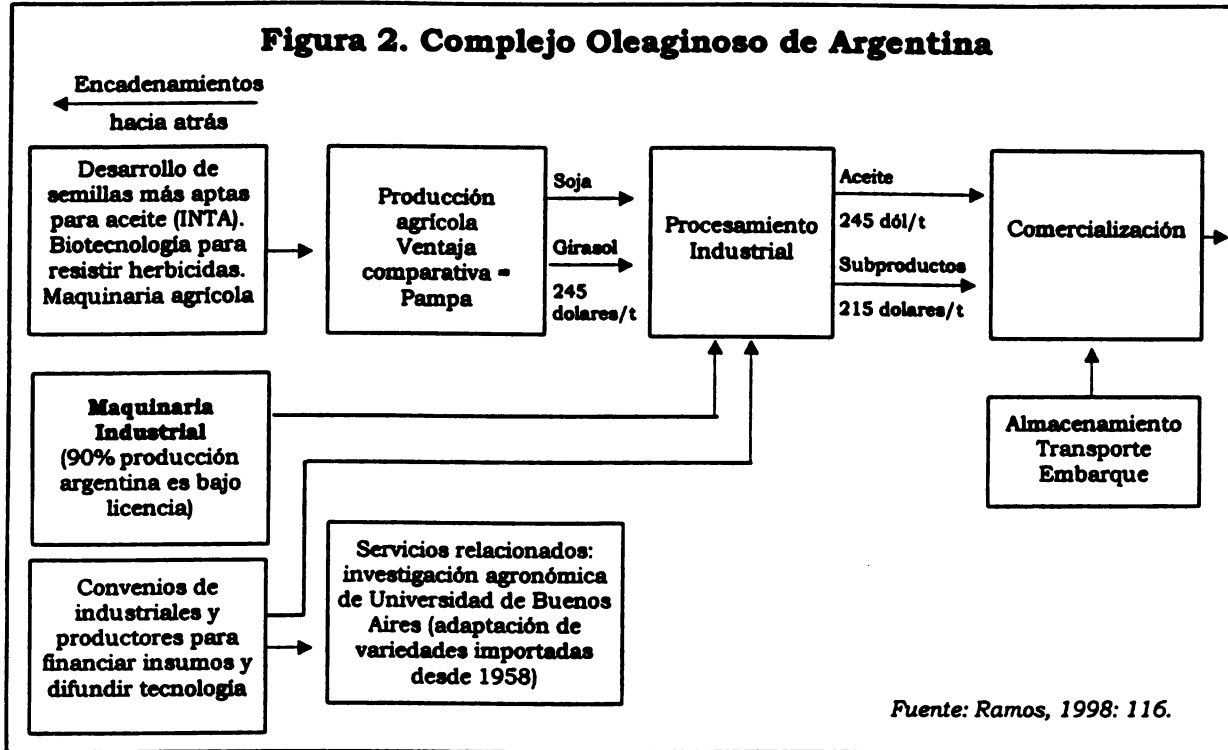 Figura 2. Complejo Oleaginoso de Argentina
Encadenamientos
hacia atrás
Desarrollo de
semillas más aptas
para aceite (INTA).
Biotecnología para
resistir herbicidas.
Maquinaria agrícola
Producción
agrícola
Ventaja
comparativa =
Pampa
Soja
Girasol
245
dolares/t
Procesamiento
Industrial
Aceite
245 dól/t
Subproductos
215 dolares/t
Comercialización
Maquinaria
Industrial
(90% producción
argentina es bajo
licencia)
Almacenamiento
Transporte
Embarque
Convenios de
industriales y
productores para
financiar insumos y
difundir tecnología
Servicios relacionados:
investigación agronómica
de Universidad de Buenos
Aires (adaptación de
variedades importadas
desde 1958)
Fuente: Ramos, 1998: 116.